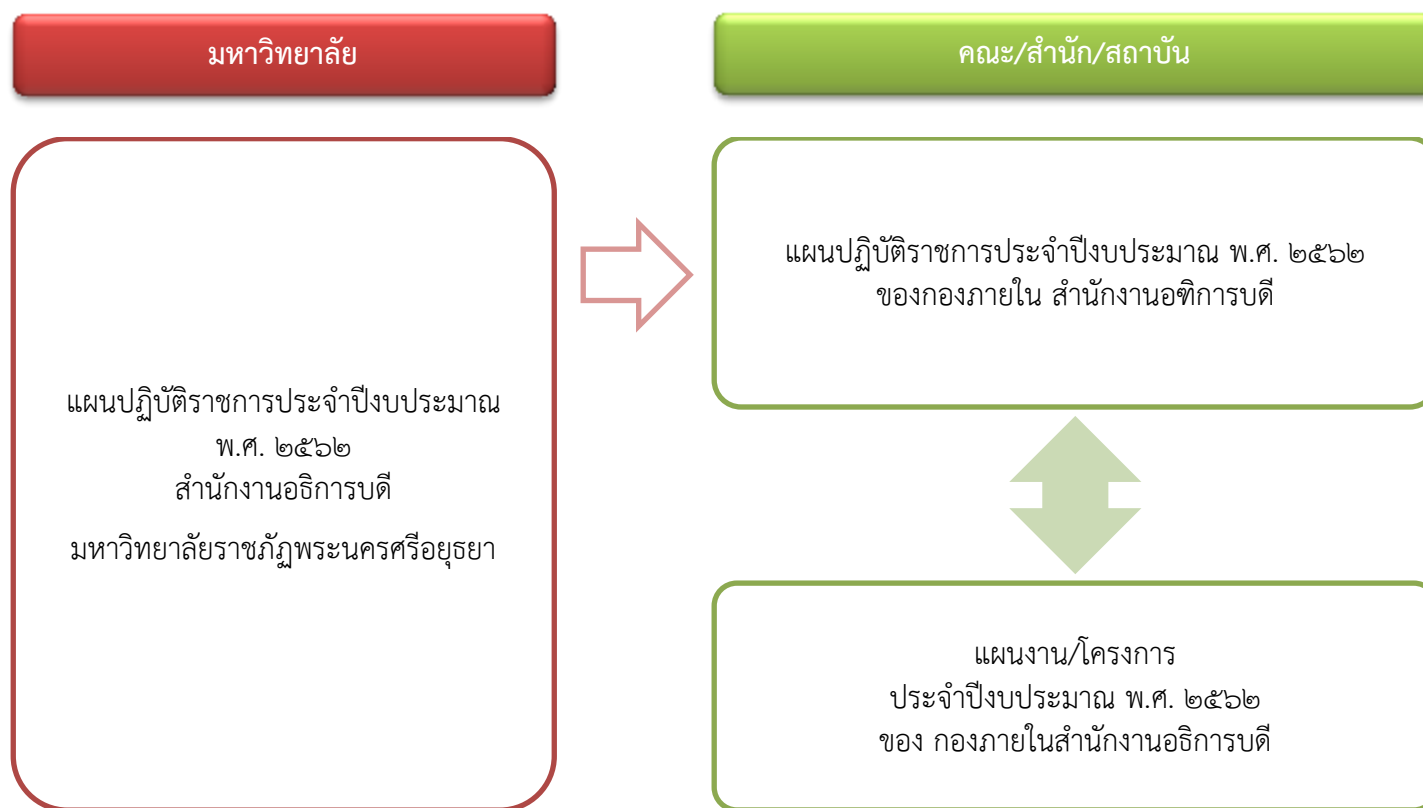 มหาวิทยาลัย
คณะ/สำนัก/สถาบัน
แผนปฏิบัติราชการประจำปีงบประมาณ
พ.ศ. ๒๕๖๒
สำนักงานอธิการบดี
มหาวิทยาลัยราชภัฏพระนครศรีอยุธยา
แผนปฏิบัติราชการประจำปีงบประมาณ พ.ศ. ๒๕๖๒
ของกองภายใน สำนักงานอฑิการบดี
แผนงาน/โครงการ
ประจำปีงบประมาณ พ.ศ. ๒๕๖๒
ของ กองภายในสำนักงานอธิการบดี